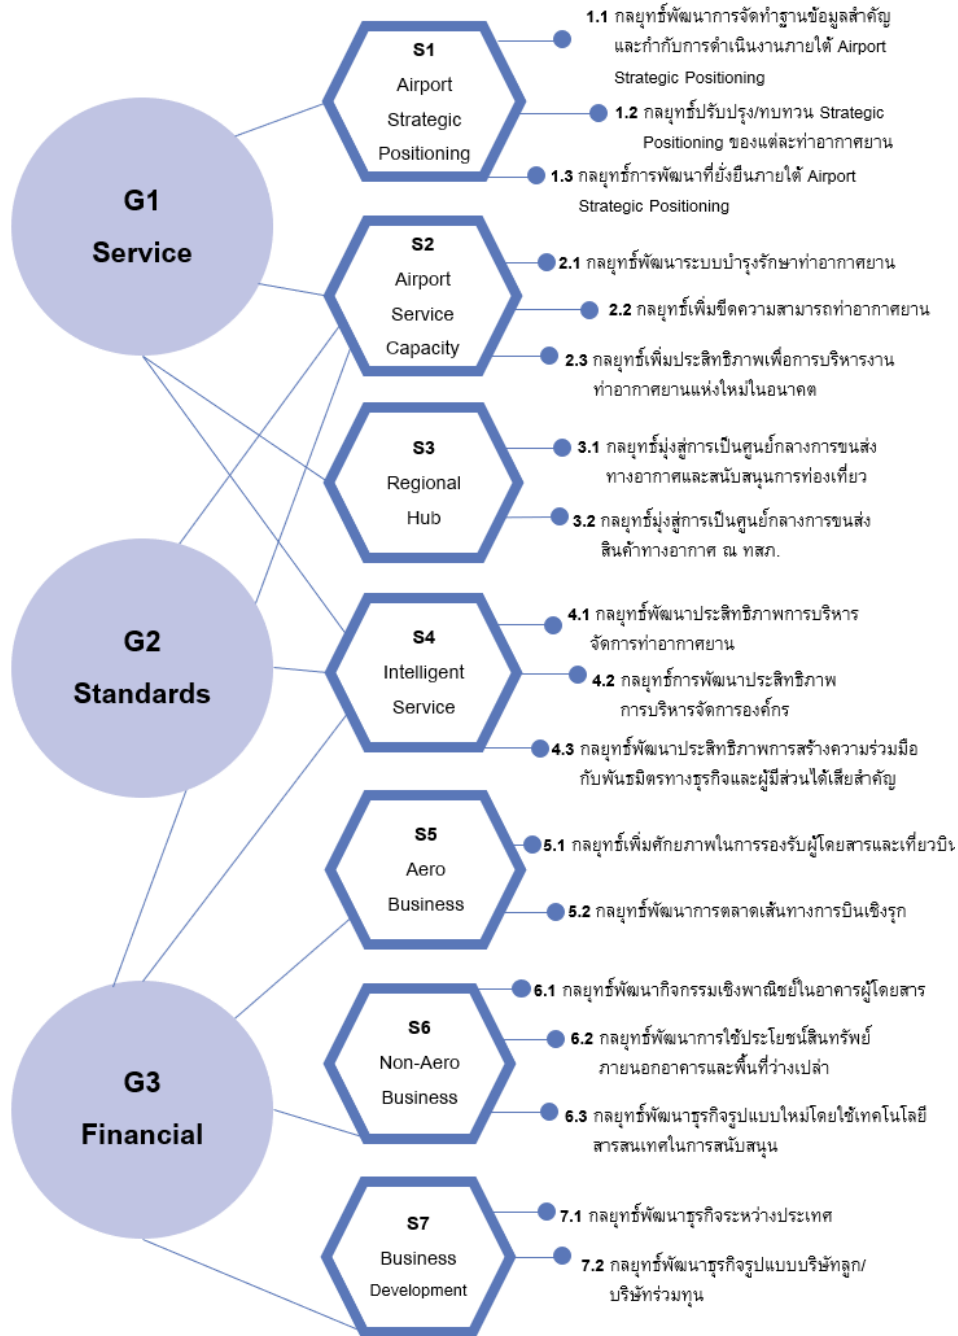 G1
Service
G2
Standards
G3
Financial
S1
Airport
Strategic
Positioning
1.1 กลยุทธ์พัฒนาการจัดทำฐานข้อมูลสำคัญ
และกำกับการดำเนินงานภายใต้ Airport
Strategic Positioning
1.2 กลยุทธ์ปรับปรุง/ทบทวน Strategic
Positioning ของแต่ละท่าอากาศยาน
1.3 กลยุทธ์การพัฒนาที่ยั่งยืนภายใต้ Airport
Strategic Positioning
S2
Airport
Service
Capacity
2.1 กลยุทธ์พัฒนาระบบบำรุงรักษาท่าอากาศยาน
2.2 กลยุทธ์เพิ่มขีดความสามารถท่าอากาศยาน
2.3 กลยุทธ์เพิ่มประสิทธิภาพเพื่อการบริหารงาน
ท่าอากาศยานแห่งใหม่ในอนาคต
S3
Regional
Hub
3.1 กลยุทธ์มุ่งสู่การเป็นศูนย์กลางการขนส่ง
ทางอากาศและสนับสนุนการท่องเที่ยว
3.2 กลยุทธ์มุ่งสู่การเป็นศูนย์กลางการขนส่ง
สินค้าทางอากาศ ณ ทสภ.
S4
Intelligent
Service
4.1 กลยุทธ์พัฒนาประสิทธิภาพการบริหาร
จัดการท่าอากาศยาน
4.2 กลยุทธ์การพัฒนาประสิทธิภาพ
การบริหารจัดการองค์กร
4.3 กลยุทธ์พัฒนาประสิทธิภาพการสร้างความร่วมมือ
กับพันธมิตรทางธุรกิจและผู้มีส่วนได้เสียสำคัญ
S5
Aero
Business
5.1 กลยุทธ์เพิ่มศักยภาพในการรองรับผู้โดยสารและเที่ยวบิน
5.2 กลยุทธ์พัฒนาการตลาดเส้นทางการบินเชิงรุก
S6
Non-Aero
Business
6.1 กลยุทธ์พัฒนากิจกรรมเชิงพาณิชย์ในอาคารผู้โดยสาร
6.2 กลยุทธ์พัฒนาการใช้ประโยชน์สินทรัพย์
ภายนอกอาคารและพื้นที่ว่างเปล่า
6.3 กลยุทธ์พัฒนาธุรกิจรูปแบบใหม่โดยใช้เทคโนโลยี
สารสนเทศในการสนับสนุน
S7
Business
Development
7.1 กลยุทธ์พัฒนาธุรกิจระหว่างประเทศ
7.2 กลยุทธ์พัฒนาธุรกิจรูปแบบบริษัทลูก/
บริษัทร่วมทุน